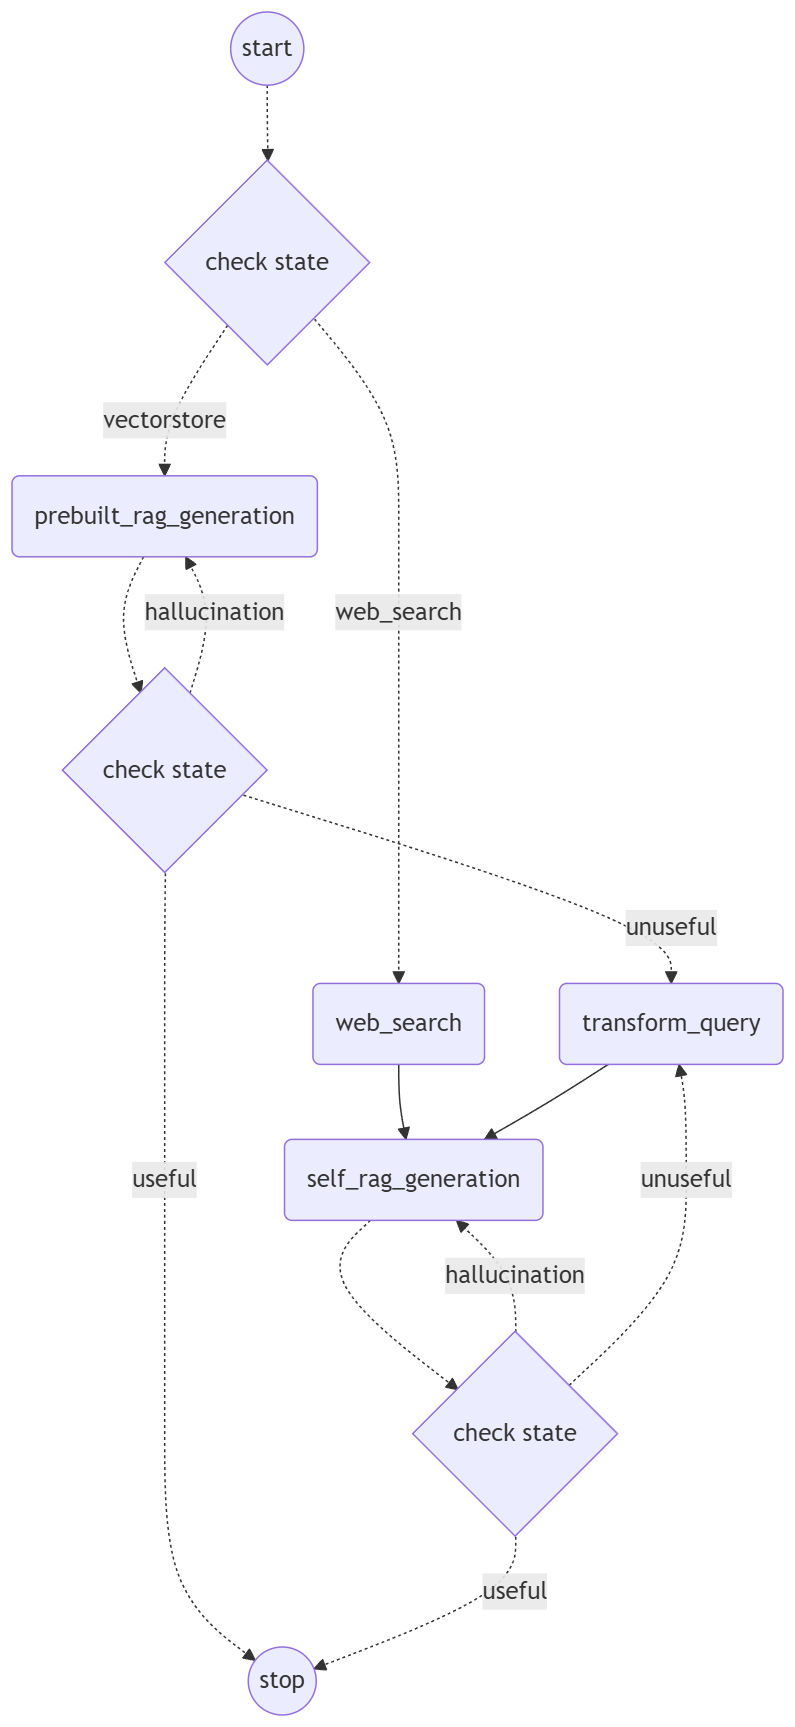 start
check state
vectorstore
prebuilt_rag_generation
hallucination
web_search
check state
unuseful
web_search
transform_query
useful
self_rag_generation
unuseful
hallucination
check state
useful
stop